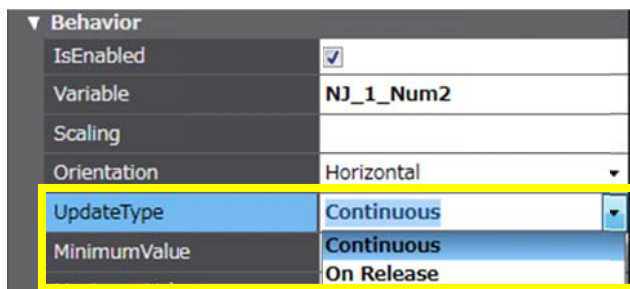 ▼ Behavior
IsEnabled
Variable NJ_1_Num2
Scaling
Orientation Horizontal
UpdateType Continuous
MinimumValue Continuous
On Release